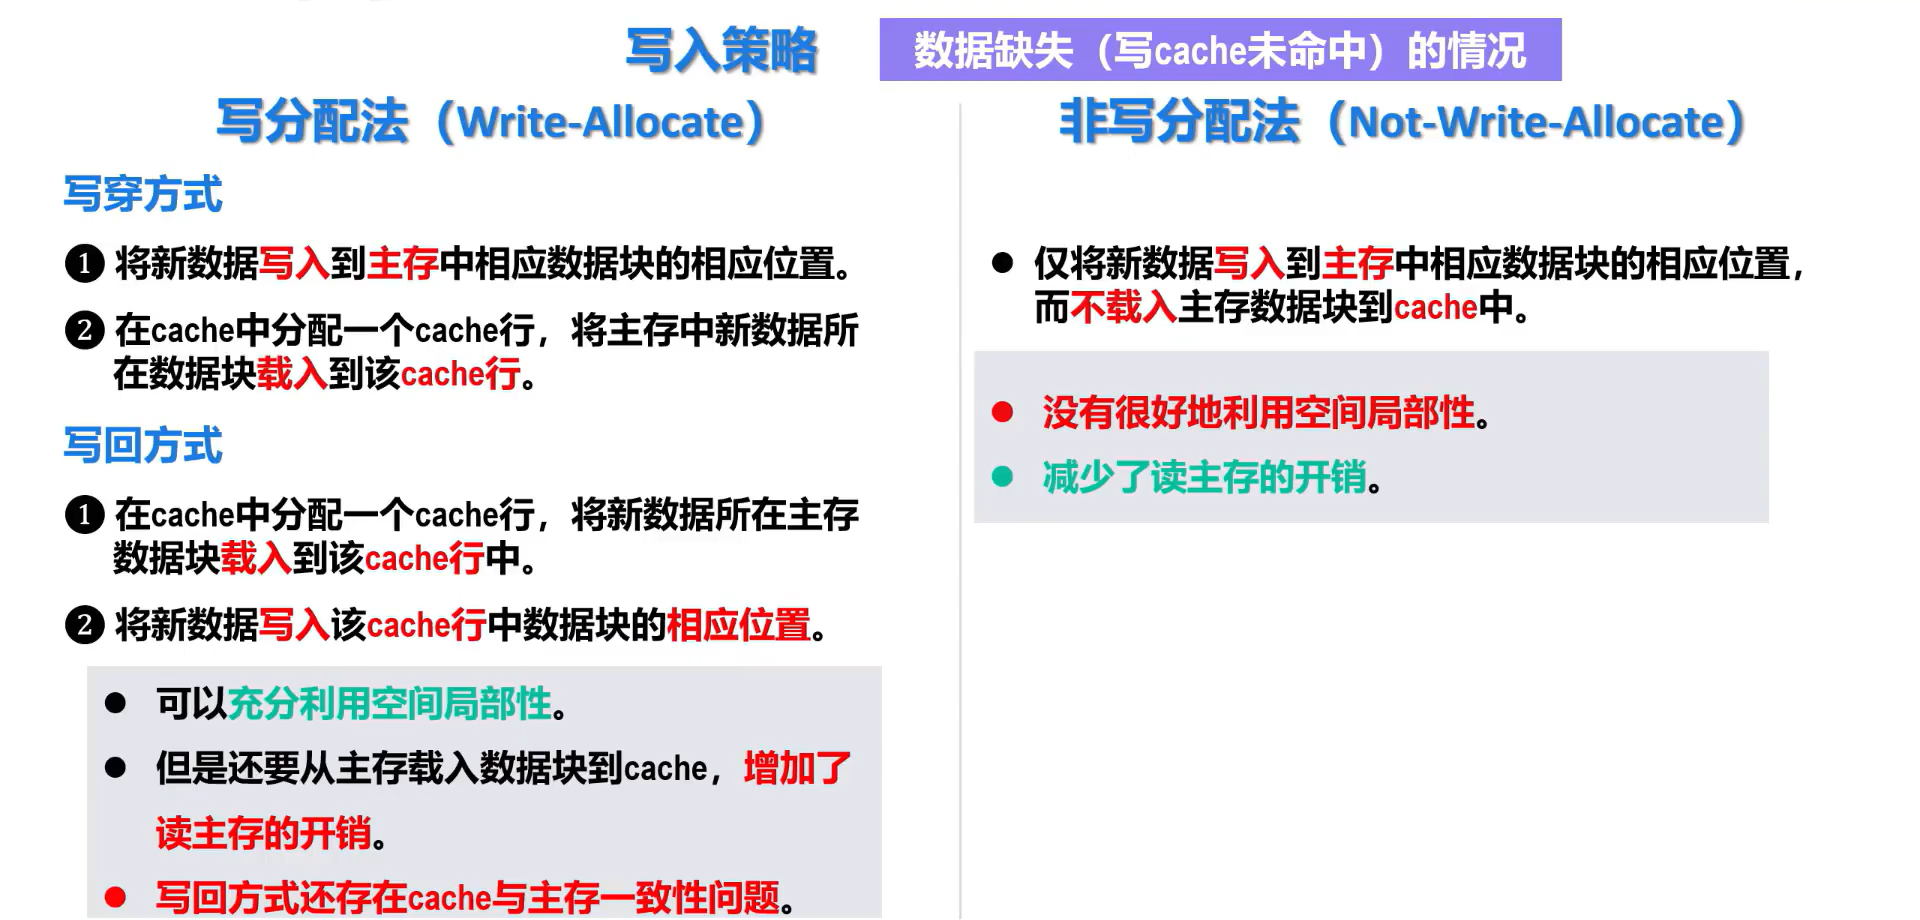 写入策略
数据缺失（写cache未命中）的情况
写分配法（Write-Allocate）
写穿方式
❶ 将新数据写入到主存中相应数据块的相应位置。
❷ 在cache中分配一个cache行，将主存中新数据所
在数据块载入到该cache行。
写回方式
❶ 在cache中分配一个cache行，将新数据所在主存
数据块载入到该cache行中。
❷ 将新数据写入该cache行中数据块的相应位置。
● 可以充分利用空间局部性。
● 但是还要从主存载入数据块到cache，增加了
读主存的开销。
● 写回方式还存在cache与主存一致性问题。
非写分配法（Not-Write-Allocate）
● 仅将新数据写入到主存中相应数据块的相应位置，
而不载入主存数据块到cache中。
● 没有很好地利用空间局部性。
● 减少了读主存的开销。